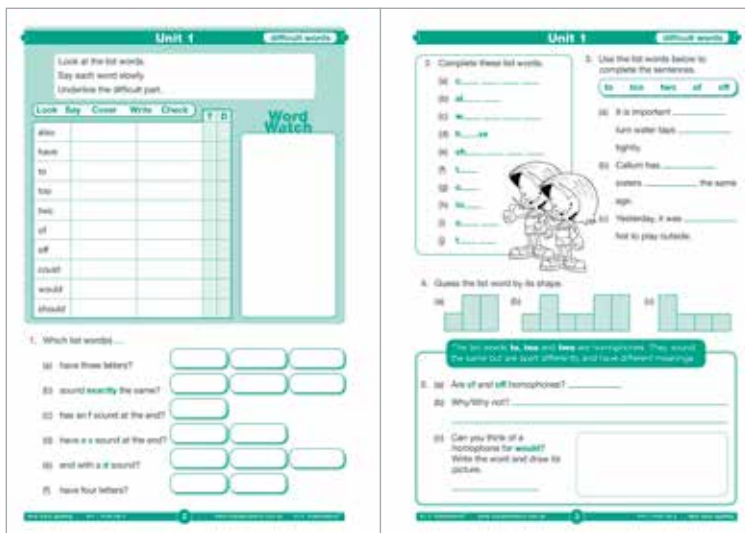 Unit 1
difficult words
Look at the list words.
Say each word slowly.
Underline the difficult part.
Look Say Cover Write Check
T D
Word
Watch
also
have
to
too
two
of
off
could
would
should
1. Which list word(s)...
(a) have three letters?
(b) sound exactly the same?
(c) has an f sound at the end?
(d) have a v sound at the end?
(e) end with a d sound?
(f) have four letters?
2
Unit 1
difficult words
2. Complete these list words.
(a) c
(b) al
(c) w
(d) h ve
(e) sh
(f) t
(g) o
(h) to
(i) o
(j) t
3. Use the list words below to
complete the sentences.
to too two of off
(a) It is important
turn water taps
tightly.
(b) Callum has
sisters the same
age.
(c) Yesterday, it was
hot to play outside.
4. Guess the list word by its shape.
(a) (b) (c)
The list words to, too and two are homophones. They sound
the same but are spelt differently and have different meanings.
5. (a) Are of and off homophones?
(b) Why/Why not?
(c) Can you think of a
homophone for would?
Write the word and draw its
picture.
3